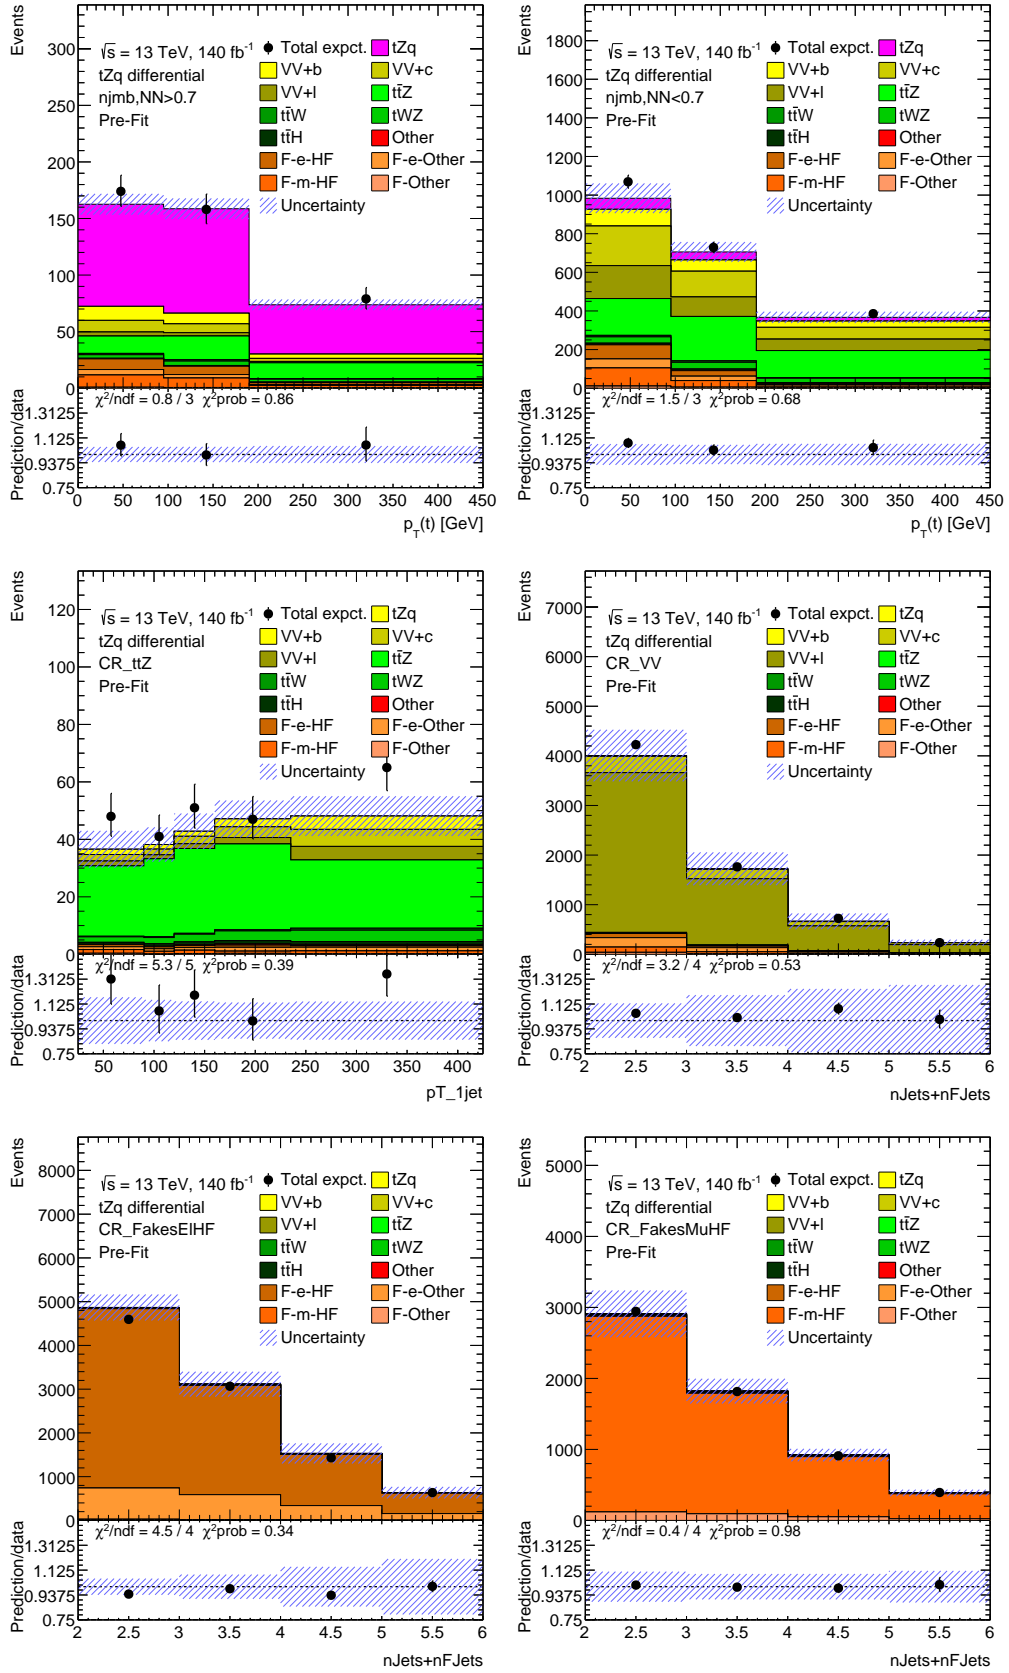 Events
√s = 13 TeV, 140 fb⁻¹
tZq differential
njmb,NN>0.7
Pre-Fit
Total expct.
tZq
VV+b
VV+c
VV+l
tt̄Z
tt̄W
tWZ
tt̄H
Other
F-e-HF
F-e-Other
F-m-HF
F-Other
Uncertainty
300
250
200
150
100
50
0
χ²/ndf = 0.8 / 3 χ²prob = 0.86
Prediction/data
1.3125
1.125
0.9375
0.75
0 50 100 150 200 250 300 350 400 450
p_T(t) [GeV]
Events
√s = 13 TeV, 140 fb⁻¹
tZq differential
njmb,NN<0.7
Pre-Fit
Total expct.
tZq
VV+b
VV+c
VV+l
tt̄Z
tt̄W
tWZ
tt̄H
Other
F-e-HF
F-e-Other
F-m-HF
F-Other
Uncertainty
1800
1600
1400
1200
1000
800
600
400
200
0
χ²/ndf = 1.5 / 3 χ²prob = 0.68
Prediction/data
1.3125
1.125
0.9375
0.75
0 50 100 150 200 250 300 350 400 450
p_T(t) [GeV]
Events
√s = 13 TeV, 140 fb⁻¹
tZq differential
CR_ttZ
Pre-Fit
Total expct.
tZq
VV+b
VV+c
VV+l
tt̄Z
tt̄W
tWZ
tt̄H
Other
F-e-HF
F-e-Other
F-m-HF
F-Other
Uncertainty
120
100
80
60
40
20
0
χ²/ndf = 5.3 / 5 χ²prob = 0.39
Prediction/data
1.3125
1.125
0.9375
0.75
50 100 150 200 250 300 350 400
pT_1jet
Events
√s = 13 TeV, 140 fb⁻¹
tZq differential
CR_VV
Pre-Fit
Total expct.
tZq
VV+b
VV+c
VV+l
tt̄Z
tt̄W
tWZ
tt̄H
Other
F-e-HF
F-e-Other
F-m-HF
F-Other
Uncertainty
7000
6000
5000
4000
3000
2000
1000
0
χ²/ndf = 3.2 / 4 χ²prob = 0.53
Prediction/data
1.3125
1.125
0.9375
0.75
2 2.5 3 3.5 4 4.5 5 5.5 6
nJets+nFJets
Events
√s = 13 TeV, 140 fb⁻¹
tZq differential
CR_FakesElHF
Pre-Fit
Total expct.
tZq
VV+b
VV+c
VV+l
tt̄Z
tt̄W
tWZ
tt̄H
Other
F-e-HF
F-e-Other
F-m-HF
F-Other
Uncertainty
8000
7000
6000
5000
4000
3000
2000
1000
0
χ²/ndf = 4.5 / 4 χ²prob = 0.34
Prediction/data
1.3125
1.125
0.9375
0.75
2 2.5 3 3.5 4 4.5 5 5.5 6
nJets+nFJets
Events
√s = 13 TeV, 140 fb⁻¹
tZq differential
CR_FakesMuHF
Pre-Fit
Total expct.
tZq
VV+b
VV+c
VV+l
tt̄Z
tt̄W
tWZ
tt̄H
Other
F-e-HF
F-e-Other
F-m-HF
F-Other
Uncertainty
5000
4000
3000
2000
1000
0
χ²/ndf = 0.4 / 4 χ²prob = 0.98
Prediction/data
1.3125
1.125
0.9375
0.75
2 2.5 3 3.5 4 4.5 5 5.5 6
nJets+nFJets